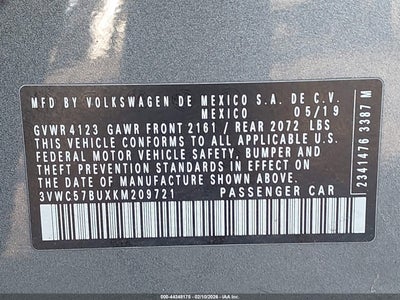 MFD BY VOLKSWAGEN DE MEXICO S.A. DE C.V.
MEXICO 05/19
GVWR 4123 GAWR FRONT 2161 / REAR 2072 LBS
THIS VEHICLE CONFORMS TO ALL APPLICABLE U.S.
FEDERAL MOTOR VEHICLE SAFETY, BUMPER AND
THEFT PREVENTION STANDARDS IN EFFECT ON
THE DATE OF MANUFACTURE SHOWN ABOVE.
3VWC57BUXKM209721 PASSENGER CAR
2341476 3387 M
500-44348175 - 02/10/2026 - IAA Inc.